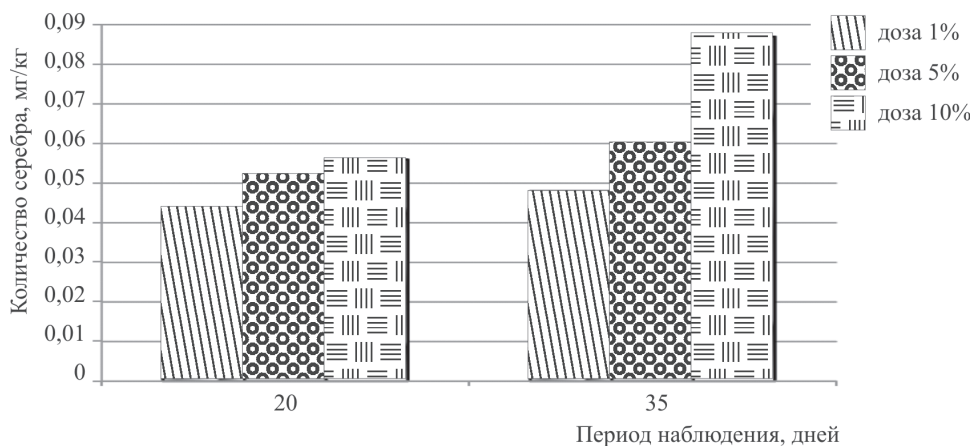 Количество серебра, мг/кг
0,09
0,08
0,07
0,06
0,05
0,04
0,03
0,02
0,01
0
20
35
Период наблюдения, дней
доза 1%
доза 5%
доза 10%